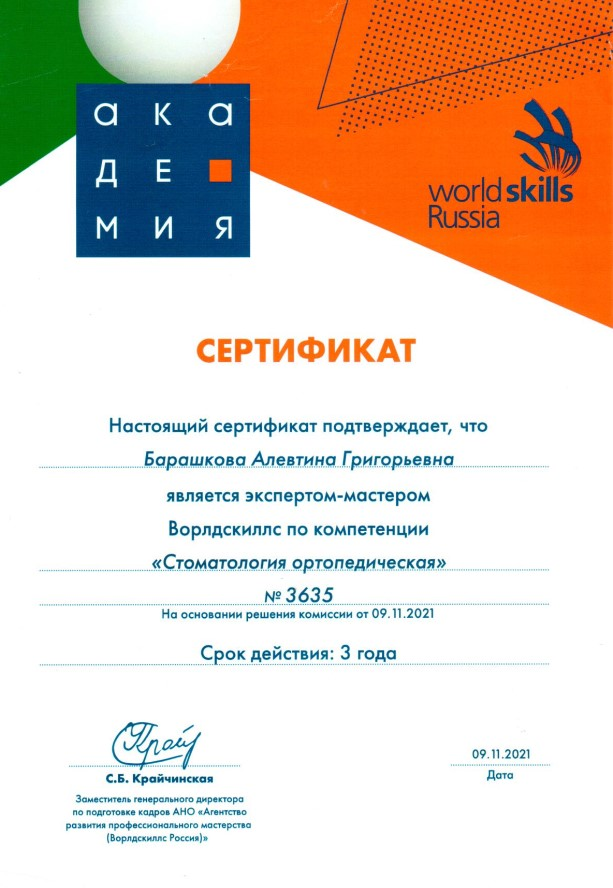 ака
де
мия
worldskills
Russia
СЕРТИФИКАТ
Настоящий сертификат подтверждает, что
Барашкова Алевтина Григорьевна
является экспертом-мастером
Ворлдскиллс по компетенции
«Стоматология ортопедическая»
№ 3635
На основании решения комиссии от 09.11.2021
Срок действия: 3 года
С.Б. Крайчинская
Заместитель генерального директора
по подготовке кадров АНО «Агентство
развития профессионального мастерства
(Ворлдскиллс Россия)»
09.11.2021
Дата